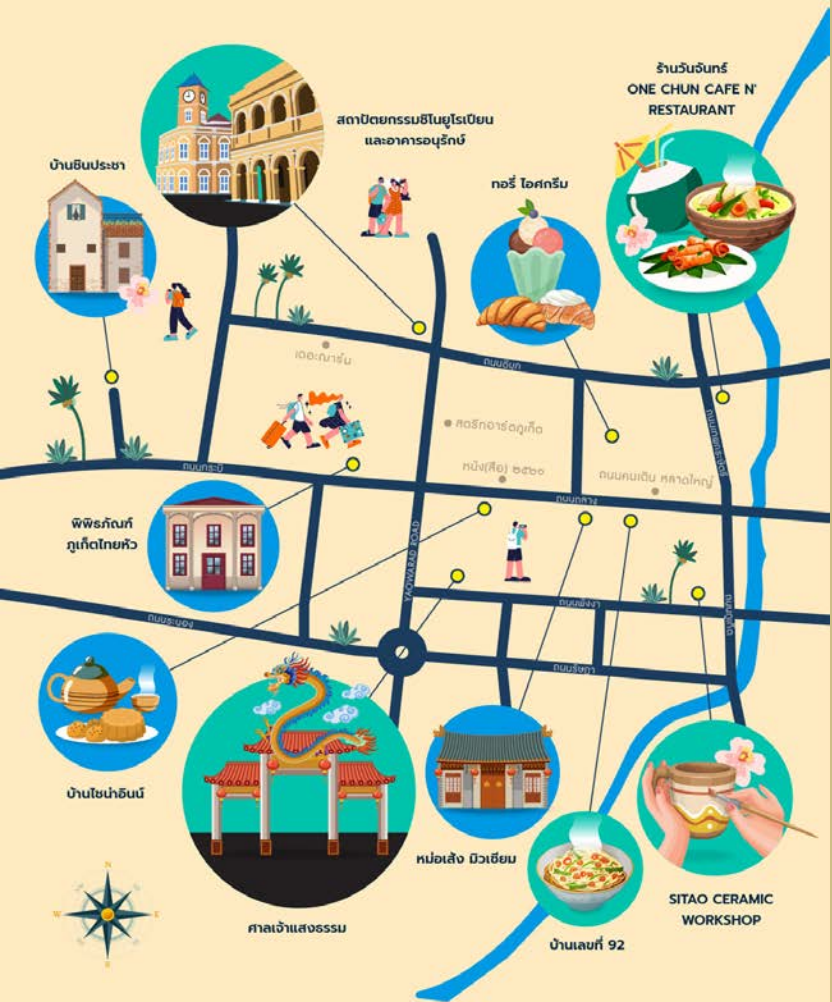 ร้านวันจันทร์
ONE CHUN CAFE N'
RESTAURANT
สถาปัตยกรรมชิโนยูโรเปียน
และอาคารอนุรักษ์
บ้านชินประชา
ทอรี่ ไอศกรีม
เดอะณาร์ม
ถนนดีบุก
สตรีทอาร์ตภูเก็ต
หนัง(สือ) ๒๕๒๑
ถนนคนเดิน หลาดใหญ่
ถนนกระบี่
ถนนถลาง
พิพิธภัณฑ์
ภูเก็ตไทยหัว
YAOWARAD ROAD
ถนนพังงา
ถนนระนอง
ถนนรัษฎา
บ้านไชน่าอินน์
หม่อเส้ง มิวเซียม
ศาลเจ้าแสงธรรม
บ้านเลขที่ 92
SITAO CERAMIC
WORKSHOP
N
W
E
S